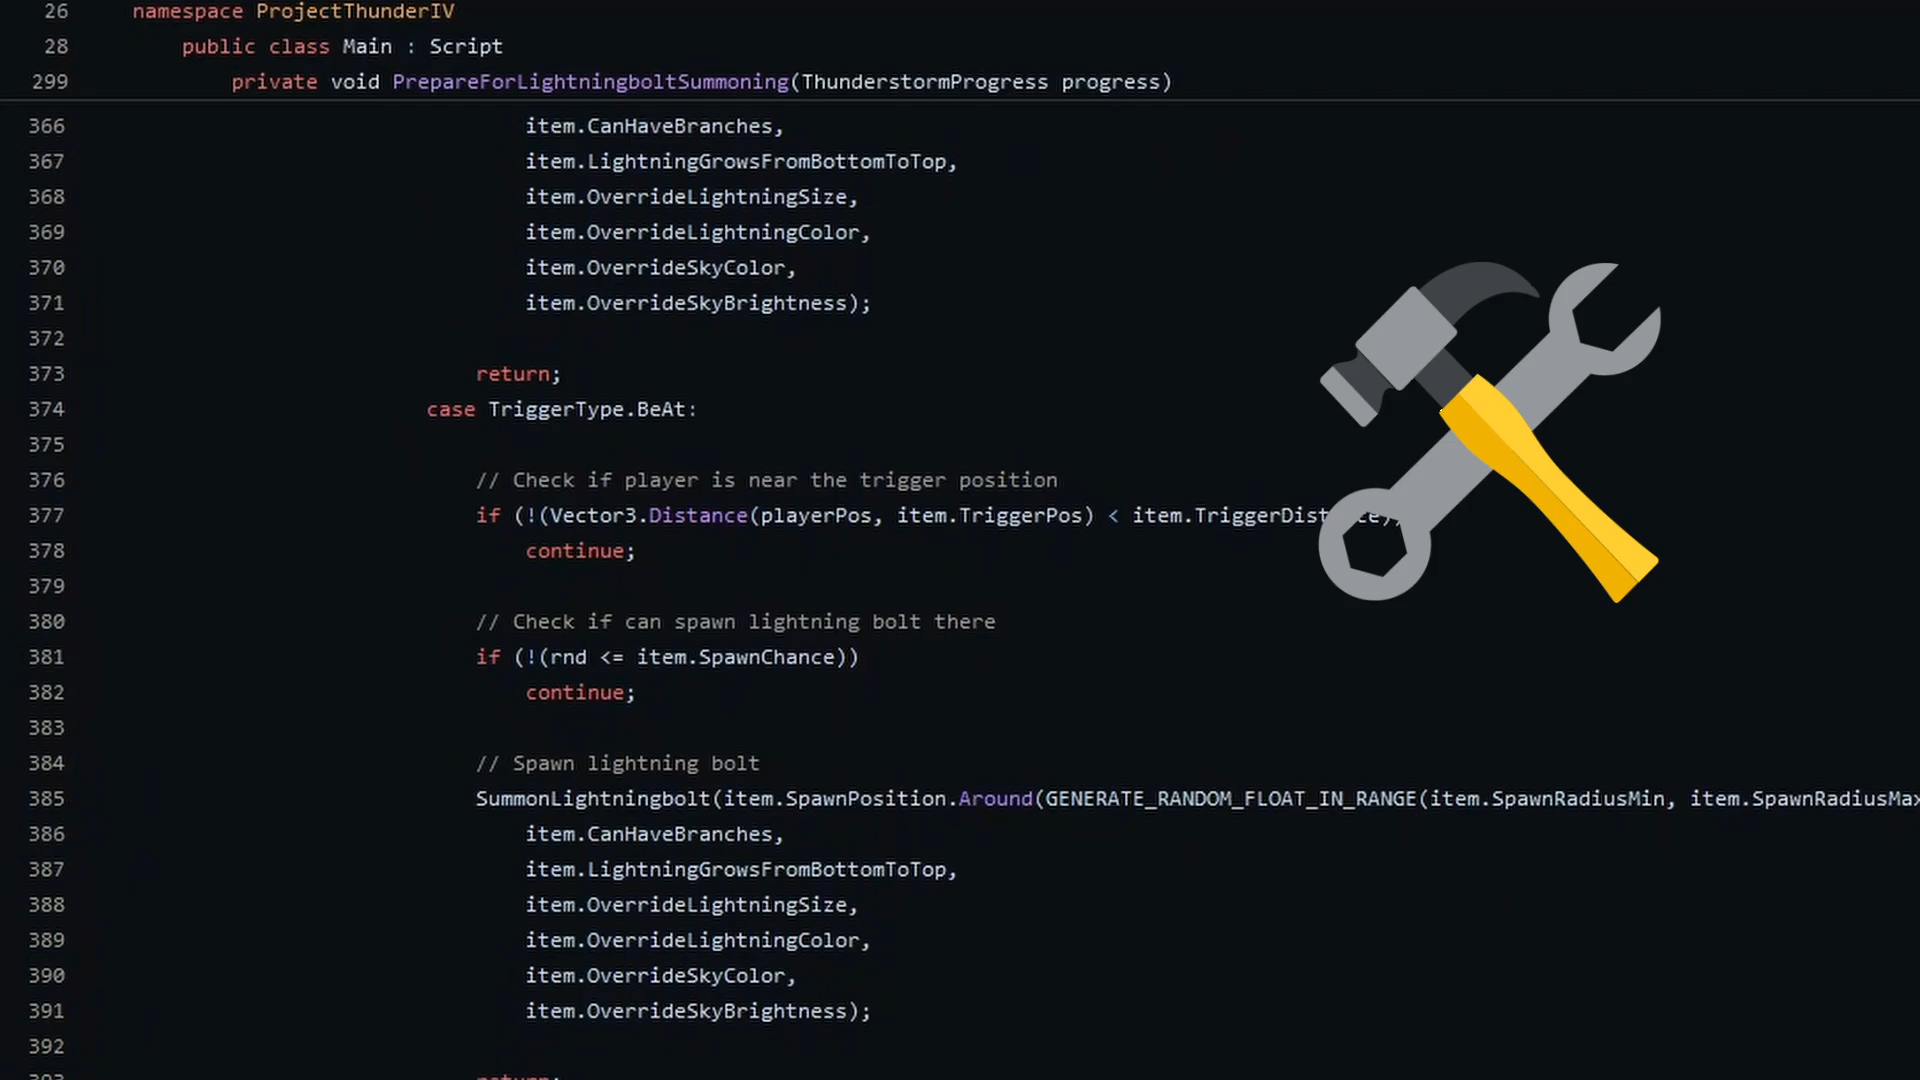 26 namespace ProjectThunderIV
28 public class Main : Script
299 private void PrepareForLightningboltSummoning(ThunderstormProgress progress)
366 item.CanHaveBranches,
367 item.LightningGrowsFromBottomToTop,
368 item.OverrideLightningSize,
369 item.OverrideLightningColor,
370 item.OverrideSkyColor,
371 item.OverrideSkyBrightness);
372
373 return;
374 case TriggerType.BeAt:
375
376 // Check if player is near the trigger position
377 if (!(Vector3.Distance(playerPos, item.TriggerPos) < 
378 continue;
379
380 // Check if can spawn lightning bolt there
381 if (!(rnd <= item.SpawnChance))
382 continue;
383
384 // Spawn lightning bolt
385 SummonLightningbolt(item.SpawnPosition.Around(GENERATE_RANDOM_FLOAT_IN_RANGE(item.SpawnRadiusMin, item.SpawnRadiusMax
386 item.CanHaveBranches,
387 item.LightningGrowsFromBottomToTop,
388 item.OverrideLightningSize,
389 item.OverrideLightningColor,
390 item.OverrideSkyColor,
391 item.OverrideSkyBrightness);
392